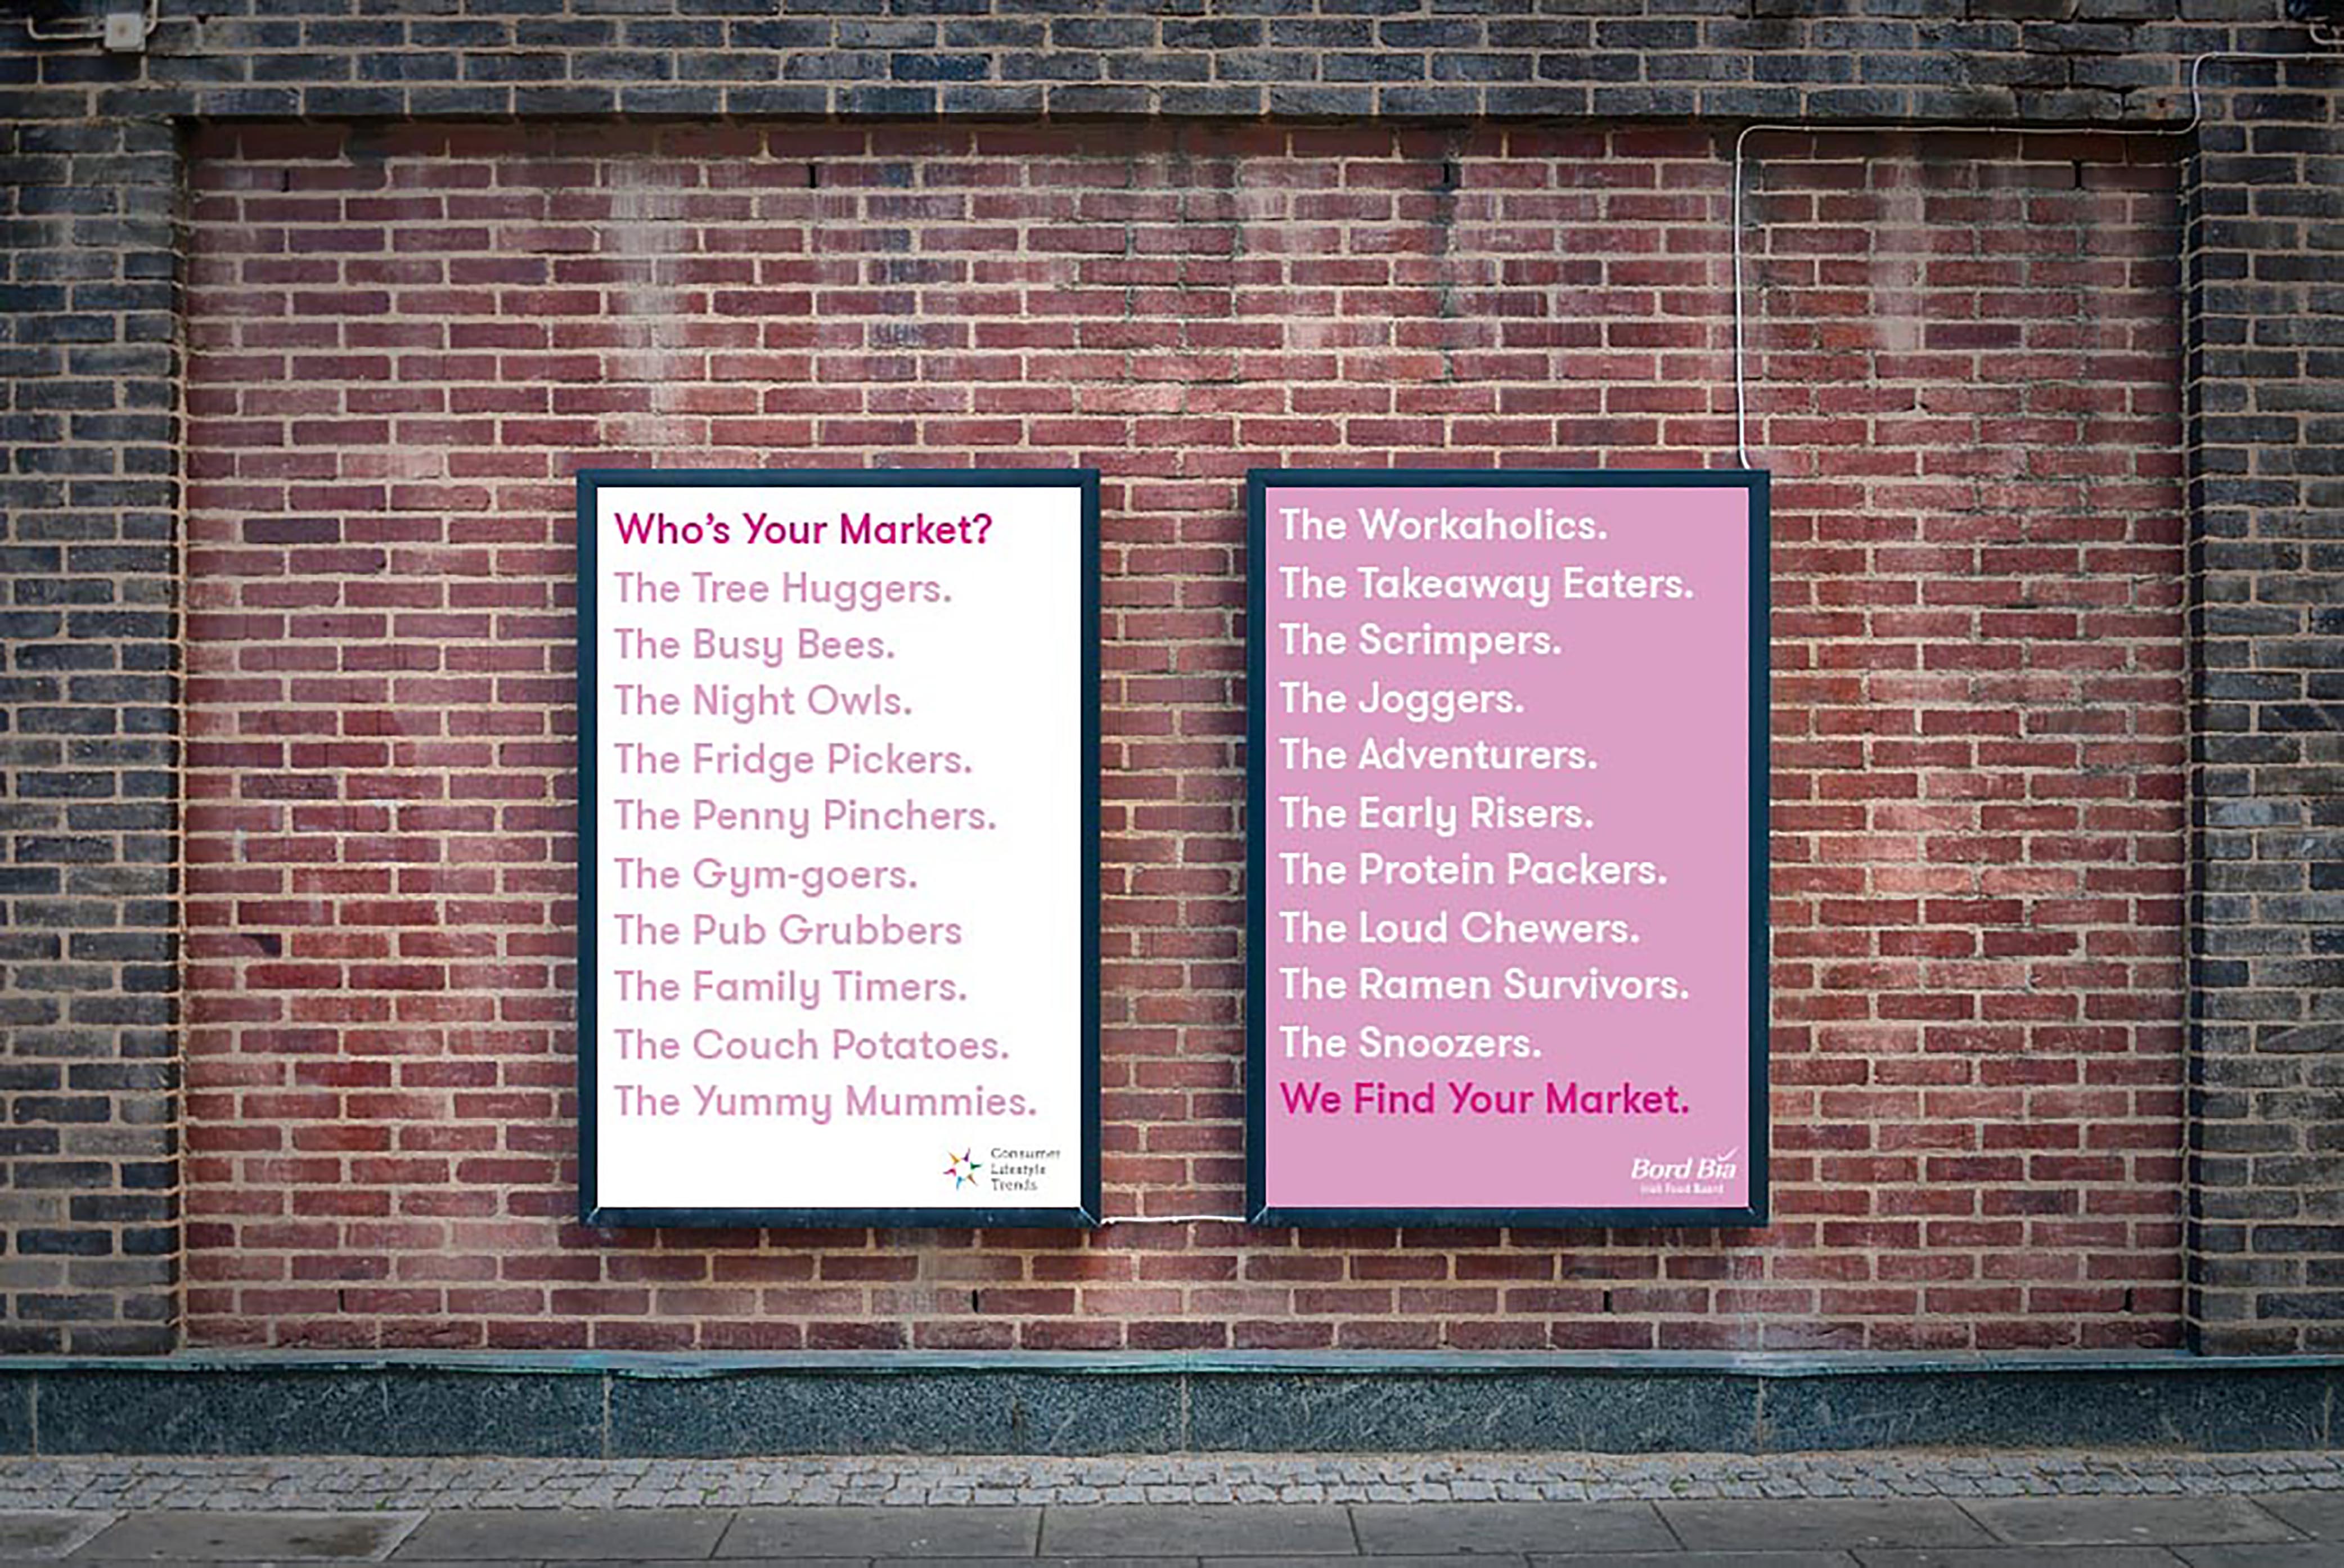 Who's Your Market?
The Tree Huggers.
The Busy Bees.
The Night Owls.
The Fridge Pickers.
The Penny Pinchers.
The Gym-goers.
The Pub Grubbers
The Family Timers.
The Couch Potatoes.
The Yummy Mummies.
Consumer
Lifestyle
Trends
The Workaholics.
The Takeaway Eaters.
The Scrimpers.
The Joggers.
The Adventurers.
The Early Risers.
The Protein Packers.
The Loud Chewers.
The Ramen Survivors.
The Snoozers.
We Find Your Market.
Bord Bia
Irish Food Board